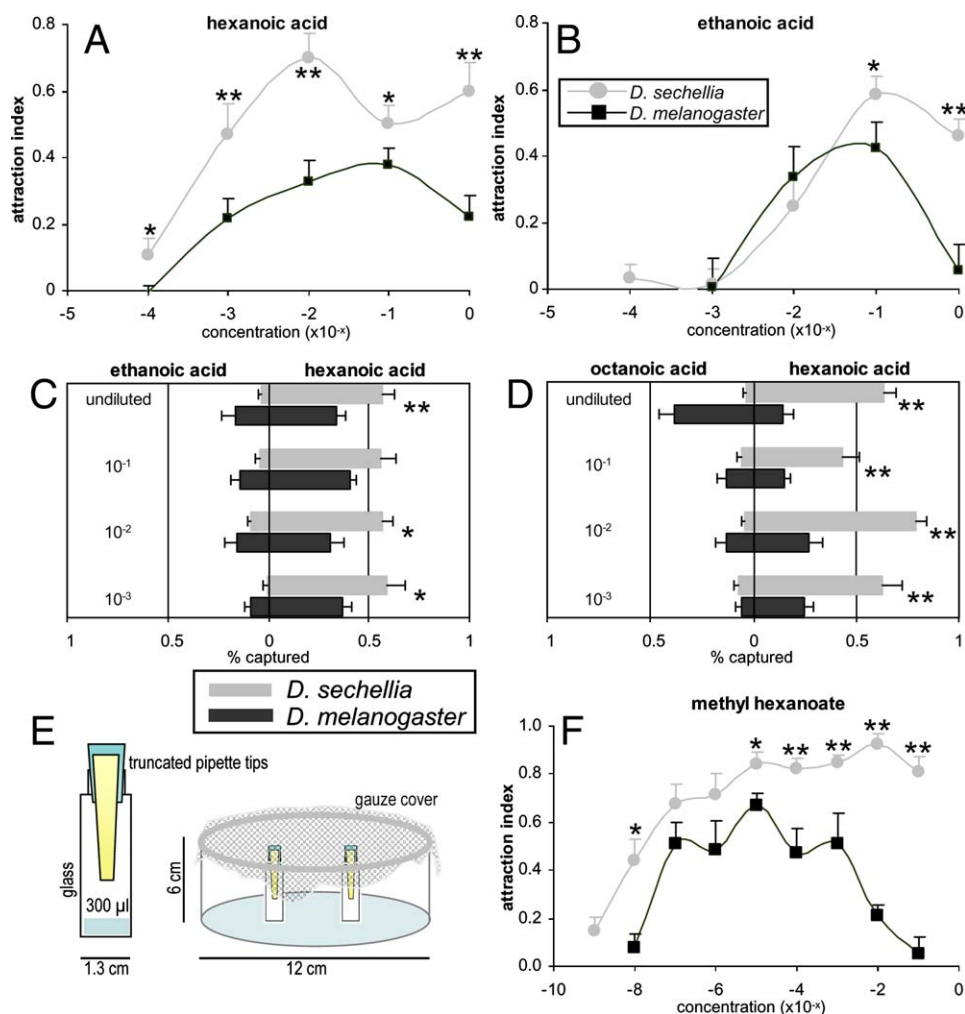 A
hexanoic acid
0.8
0.6
0.4
0.2
0
attraction index
**
**
**
*
*
-5 -4 -3 -2 -1 0
concentration (x10⁻ˣ)
B
ethanoic acid
0.8
0.6
0.4
0.2
0
attraction index
D. sechellia
D. melanogaster
*
**
-5 -4 -3 -2 -1 0
concentration (x10⁻ˣ)
C
ethanoic acid hexanoic acid
undiluted **
10⁻¹
10⁻² *
10⁻³ *
1 0.5 0 0.5 1
% captured
D
octanoic acid hexanoic acid
undiluted **
10⁻¹ **
10⁻² **
10⁻³ **
1 0.5 0 0.5 1
% captured
D. sechellia
D. melanogaster
E
truncated pipette tips
glass
300 µl
1.3 cm
gauze cover
6 cm
12 cm
F
methyl hexanoate
1.0
0.8
0.6
0.4
0.2
0.0
attraction index
*
*
**
**
**
**
-10 -8 -6 -4 -2 0
concentration (x10⁻ˣ)